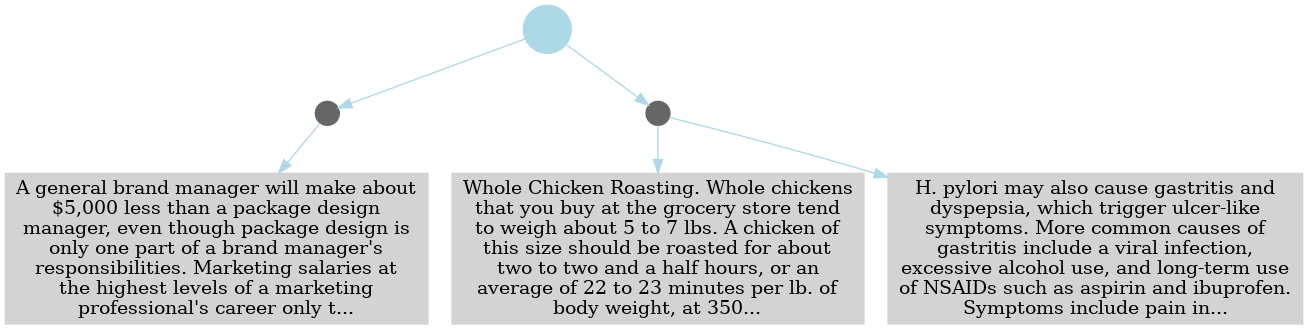 A general brand manager will make about
$5,000 less than a package design
manager, even though package design is
only one part of a brand manager's
responsibilities. Marketing salaries at
the highest levels of a marketing
professional's career only t...
Whole Chicken Roasting. Whole chickens
that you buy at the grocery store tend
to weigh about 5 to 7 lbs. A chicken of
this size should be roasted for about
two to two and a half hours, or an
average of 22 to 23 minutes per lb. of
body weight, at 350...
H. pylori may also cause gastritis and
dyspepsia, which trigger ulcer-like
symptoms. More common causes of
gastritis include a viral infection,
excessive alcohol use, and long-term use
of NSAIDs such as aspirin and ibuprofen.
Symptoms include pain in...